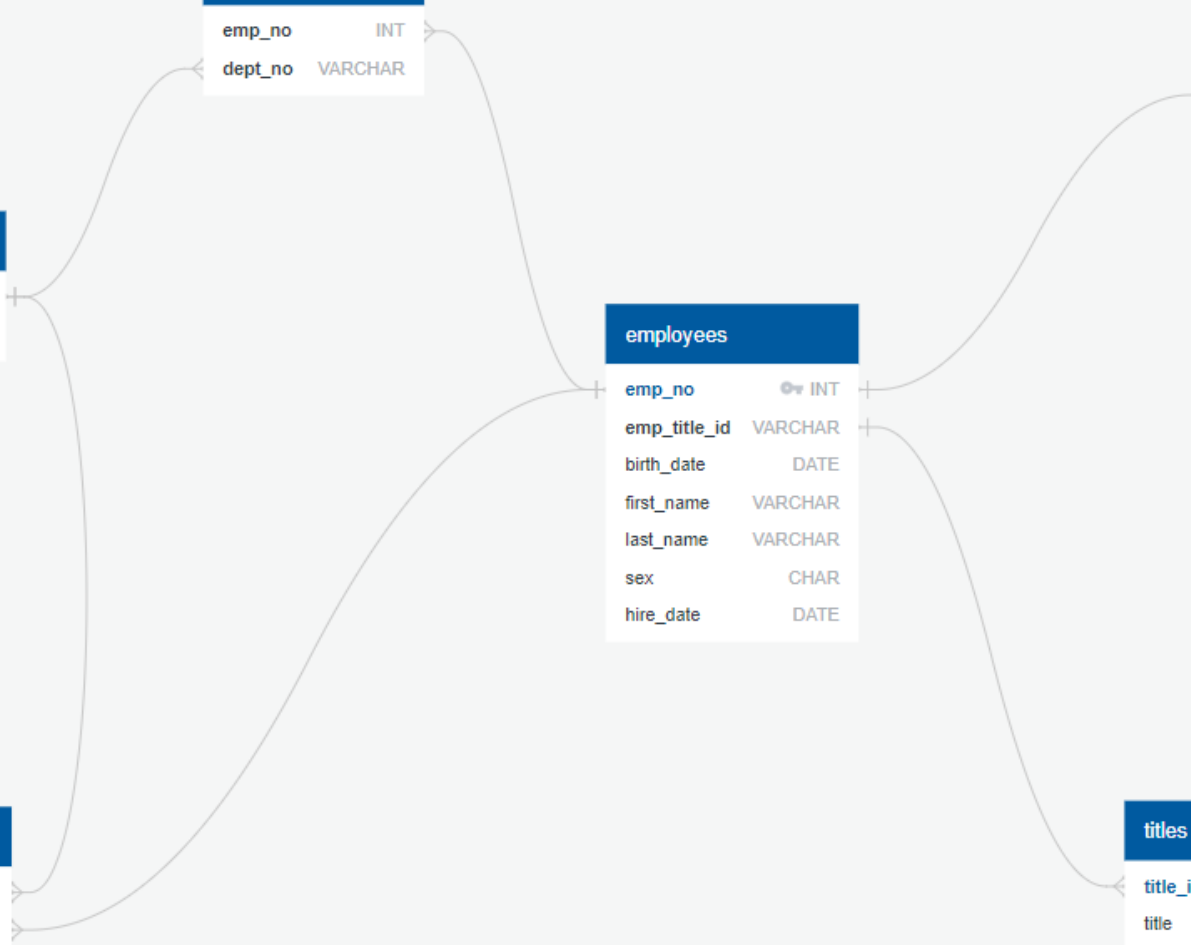 emp_no INT
dept_no VARCHAR
employees
emp_no INT
emp_title_id VARCHAR
birth_date DATE
first_name VARCHAR
last_name VARCHAR
sex CHAR
hire_date DATE
titles
title_i
title